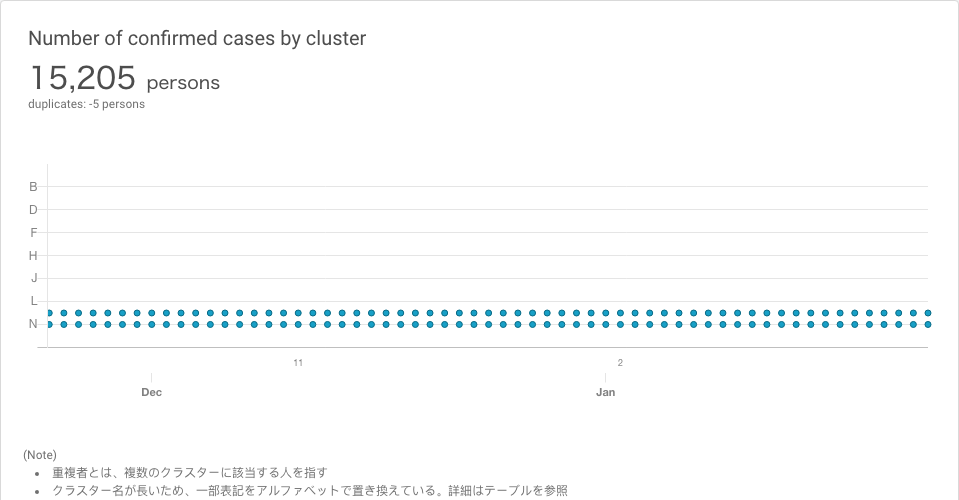 Number of confirmed cases by cluster
15,205 persons
duplicates: -5 persons
B
D
F
H
J
L
N
11
2
Dec
Jan
(Note)
• 重複者とは、複数のクラスターに該当する人を指す
• クラスター名が長いため、一部表記をアルファベットで置き換えている。詳細はテーブルを参照